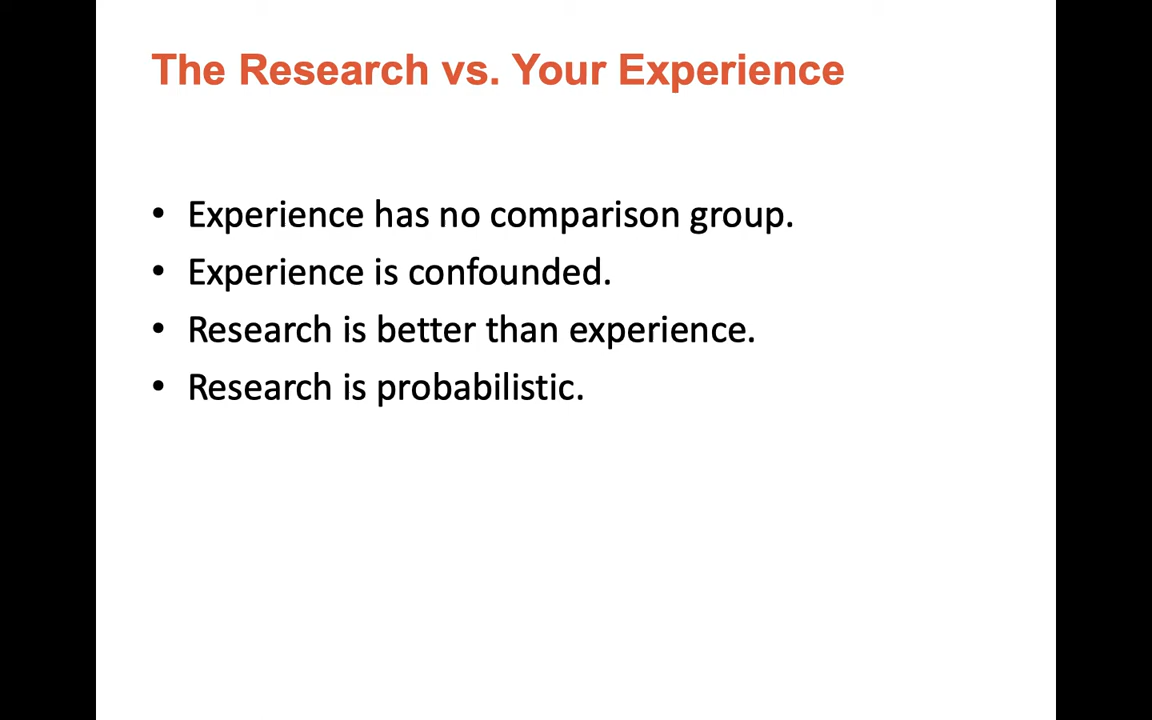 The Research vs. Your Experience
• Experience has no comparison group.
• Experience is confounded.
• Research is better than experience.
• Research is probabilistic.